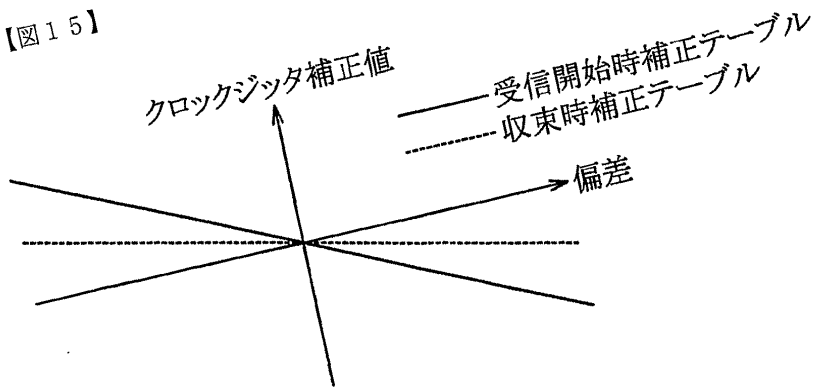 【図15】
クロックジッタ補正値
受信開始時補正テーブル
収束時補正テーブル
偏差